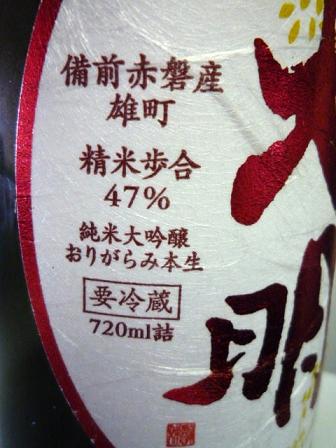 備前赤磐産
雄町
精米歩合
47%
純米大吟醸
おりがらみ本生
要冷蔵
720ml詰